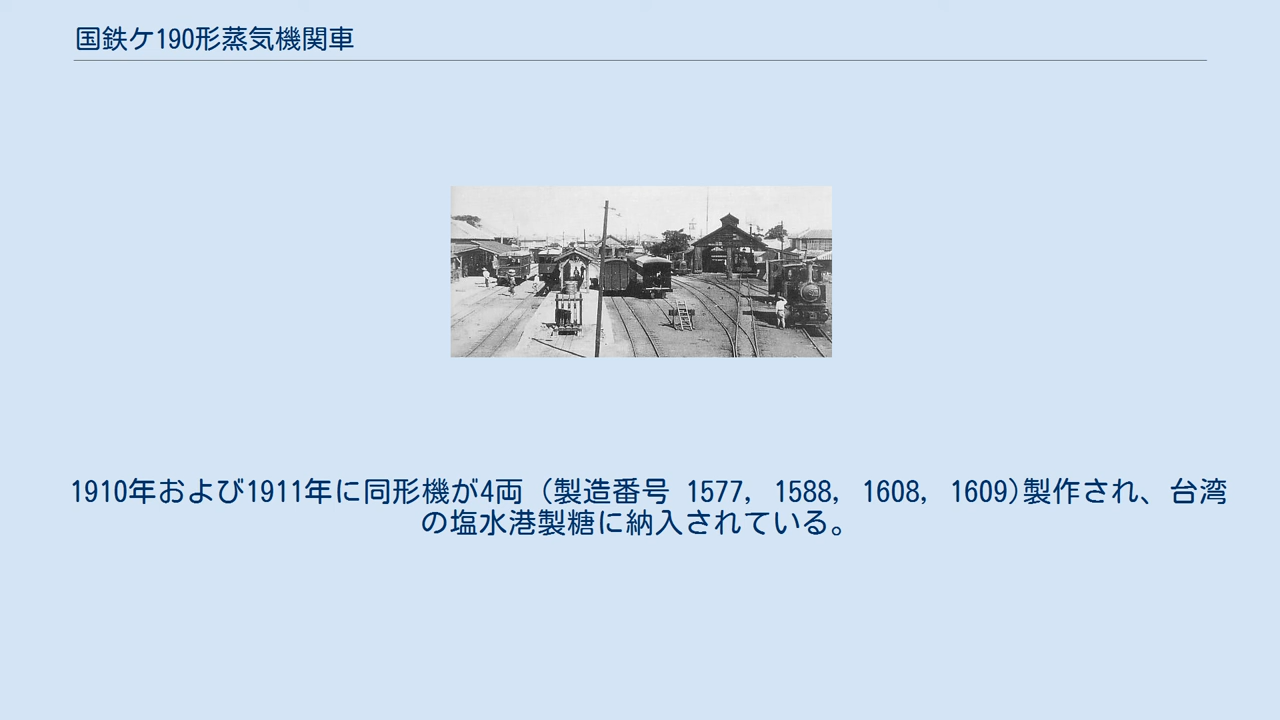 国鉄ケ190形蒸気機関車
1910年および1911年に同形機が4両 (製造番号 1577, 1588, 1608, 1609)製作され、台湾
の塩水港製糖に納入されている。